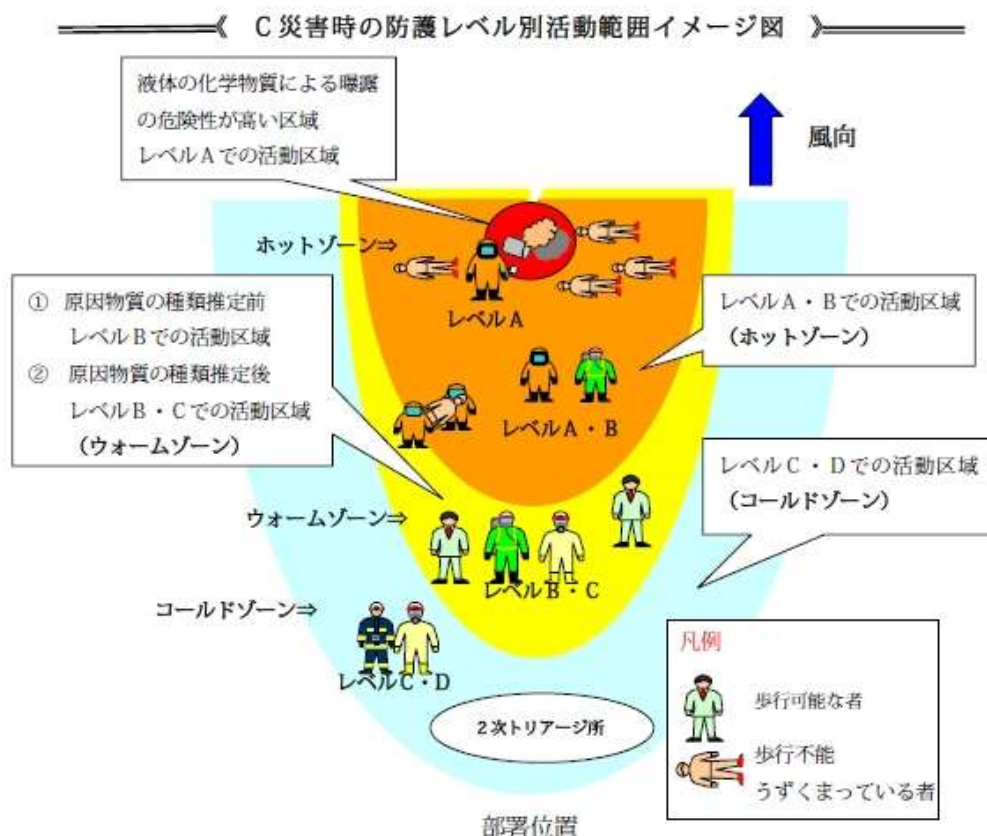 《 C災害時の防護レベル別活動範囲イメージ図 》
液体の化学物質による曝露
の危険性が高い区域
レベルAでの活動区域
風向
ホットゾーン⇒
レベルA
① 原因物質の種類推定前
レベルBでの活動区域
② 原因物質の種類推定後
レベルB・Cでの活動区域
(ウォームゾーン)
レベルA・Bでの活動区域
(ホットゾーン)
レベルA・B
レベルC・Dでの活動区域
(コールドゾーン)
ウォームゾーン⇒
レベルB・C
コールドゾーン⇒
レベルC・D
2次トリアージ所
凡例
歩行可能な者
歩行不能
うずくまっている者
部署位置